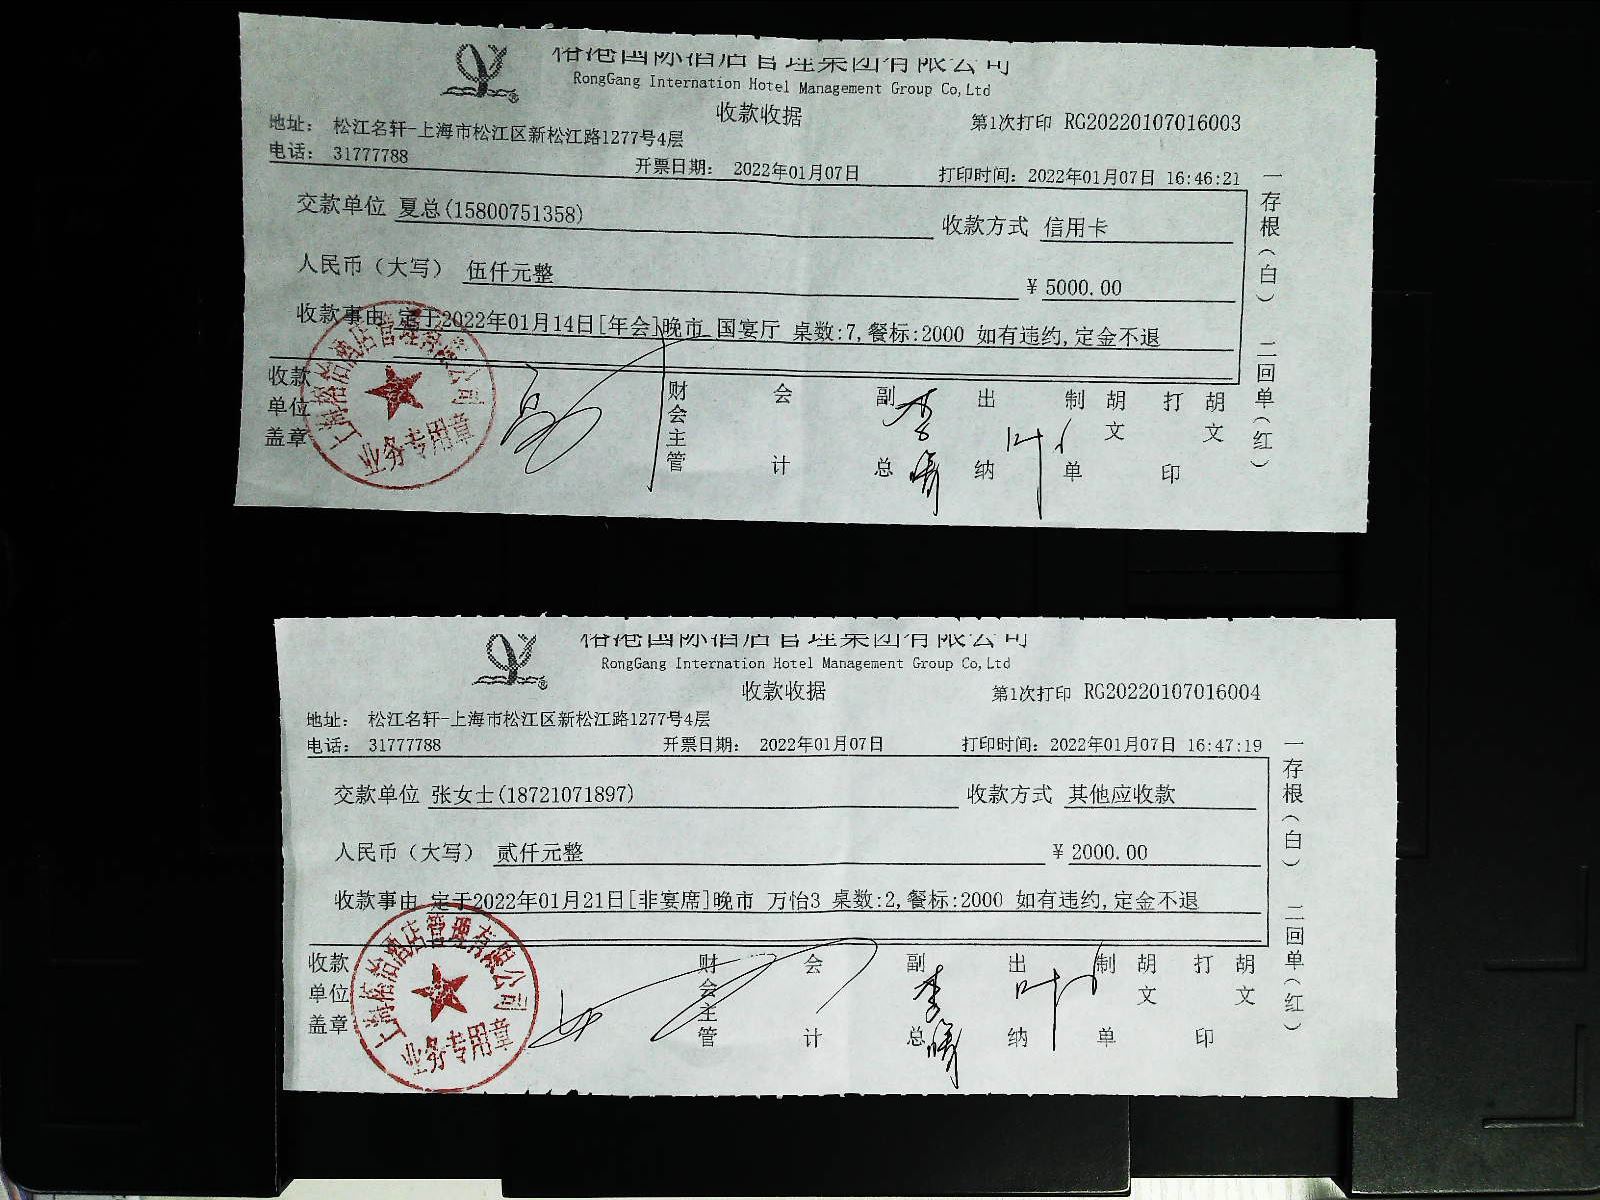 榕港国际酒店管理集团有限公司
RongGang Internation Hotel Management Group Co,Ltd
收款收据
第1次打印 RG20220107016003
地址： 松江名轩-上海市松江区新松江路1277号4层
电话： 31777788
开票日期： 2022年01月07日
打印时间：2022年01月07日 16:46:21
交款单位 夏总(15800751358)
收款方式 信用卡
人民币（大写） 伍仟元整
¥ 5000.00
收款事由 定于2022年01月14日[年会]晚市 国宴厅 桌数:7,餐标:2000 如有违约,定金不退
收款单位盖章
财会主管
会计
副总
出纳
制单
胡文
打印
胡文
一存根（白） 二回单（红）
业务专用章
榕港国际酒店管理集团有限公司
RongGang Internation Hotel Management Group Co,Ltd
收款收据
第1次打印 RG20220107016004
地址： 松江名轩-上海市松江区新松江路1277号4层
电话： 31777788
开票日期： 2022年01月07日
打印时间：2022年01月07日 16:47:19
交款单位 张女士(18721071897)
收款方式 其他应收款
人民币（大写） 贰仟元整
¥ 2000.00
收款事由 定于2022年01月21日[非宴席]晚市 万怡3 桌数:2,餐标:2000 如有违约,定金不退
收款单位盖章
财会主管
会计
副总
出纳
制单
胡文
打印
胡文
一存根（白） 二回单（红）
业务专用章